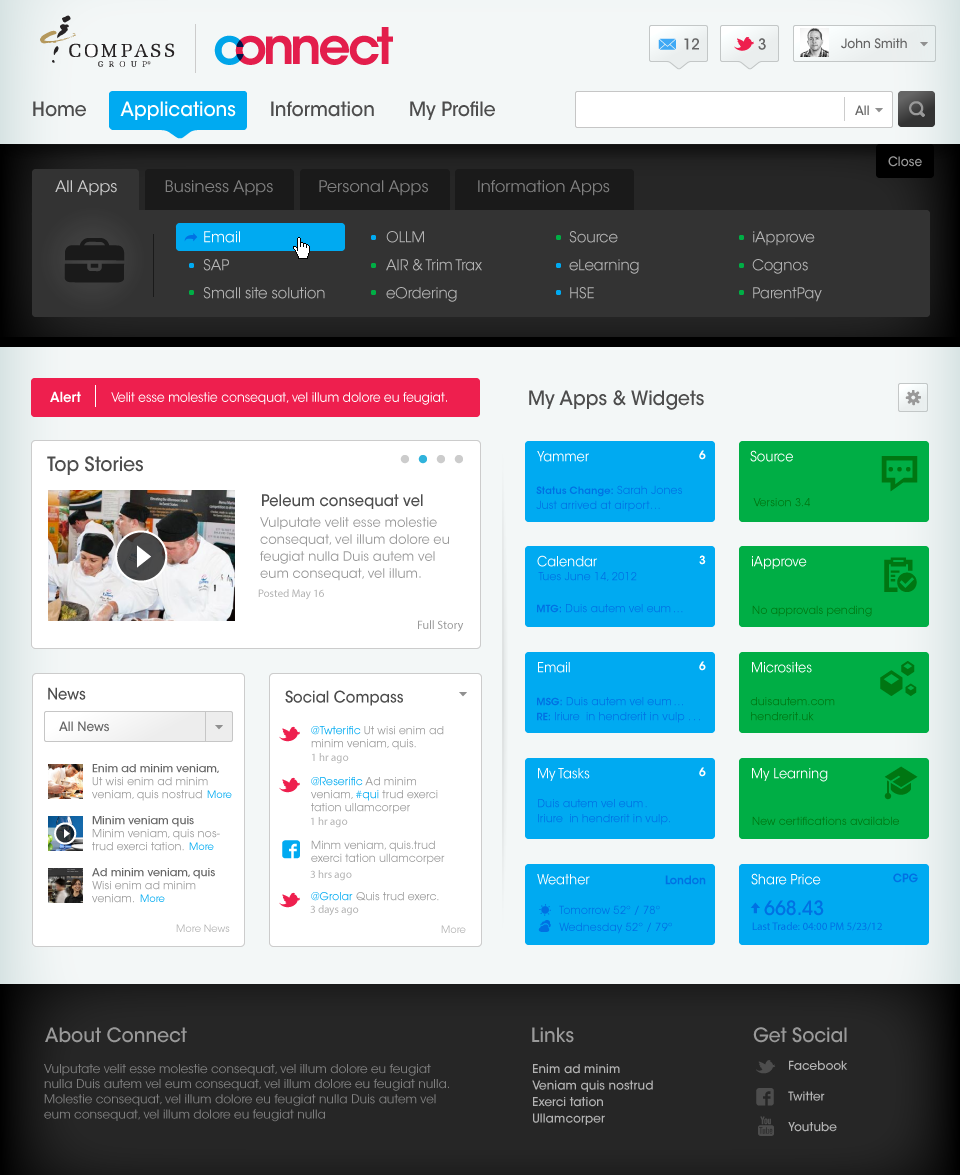 COMPASS
GROUP
connect
12
3
John Smith
Home
Applications
Information
My Profile
All
Close
All Apps
Business Apps
Personal Apps
Information Apps
Email
OLLM
Source
iApprove
SAP
AIR & Trim Trax
eLearning
Cognos
Small site solution
eOrdering
HSE
ParentPay
Alert
Velit esse molestie consequat, vel illum dolore eu feugiat.
Top Stories
Peleum consequat vel
Vulputate velit esse molestie
consequat, vel illum dolore eu
feugiat nulla Duis autem vel
eum consequat, vel illum.
Posted May 16
Full Story
News
All News
Enim ad minim veniam,
Ut wisi enim ad minim
veniam, quis nostrud More
Minim veniam quis
Minim veniam, quis nos-
trud exerci tation. More
Ad minim veniam, quis
Wisi enim ad minim
veniam. More
More News
Social Compass
@Twterific Ut wisi enim ad
minim veniam, quis.
1 hr ago
@Reserific Ad minim
veniam, #qui trud exerci
tation ullamcorper
1 hr ago
Minm veniam, quis.trud
exerci tation ullamcorper
3 hrs ago
@Grolar Quis trud exerc.
3 days ago
More
My Apps & Widgets
Yammer
6
Status Change: Sarah Jones
Just arrived at airport…
Source
Version 3.4
Calendar
3
Tues June 14, 2012
MTG: Duis autem vel eum…
iApprove
No approvals pending
Email
6
MSG: Duis autem vel eum…
RE: Iriure in hendrerit in vulp …
Microsites
duisautem.com
hendrerit.uk
My Tasks
6
Duis autem vel eum.
Iriure in hendrerit in vulp.
My Learning
New certifications available
Weather
London
Tomorrow 52° / 78°
Wednesday 52° / 79°
Share Price
CPG
668.43
Last Trade: 04:00 PM 5/23/12
About Connect
Vulputate velit esse molestie consequat, vel illum dolore eu feugiat
nulla Duis autem vel eum consequat, vel illum dolore eu feugiat nulla.
Molestie consequat, vel illum dolore eu feugiat nulla Duis autem vel
eum consequat, vel illum dolore eu feugiat nulla
Links
Enim ad minim
Veniam quis nostrud
Exerci tation
Ullamcorper
Get Social
Facebook
Twitter
You
Tube
Youtube